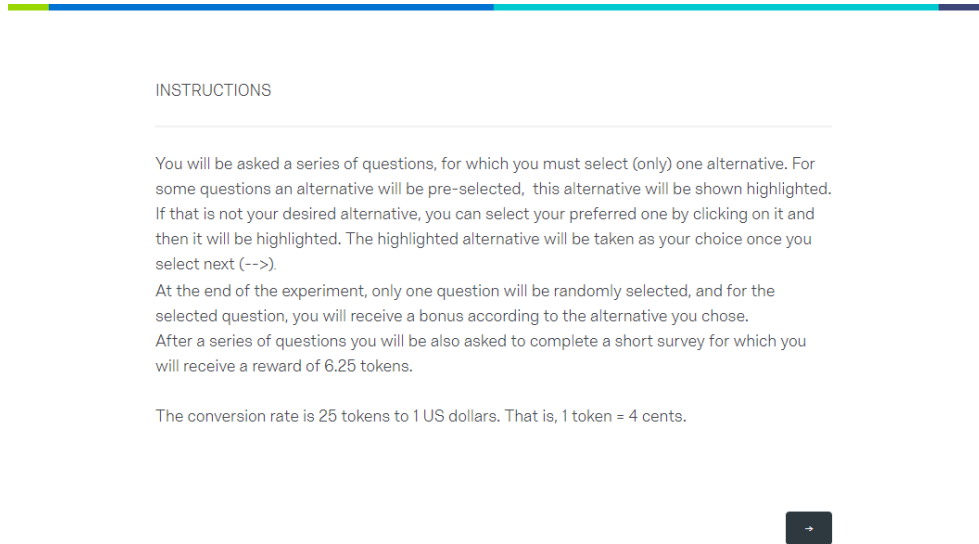 INSTRUCTIONS
You will be asked a series of questions, for which you must select (only) one alternative. For
some questions an alternative will be pre-selected,  this alternative will be shown highlighted.
If that is not your desired alternative, you can select your preferred one by clicking on it and
then it will be highlighted. The highlighted alternative will be taken as your choice once you
select next (-->).
At the end of the experiment, only one question will be randomly selected, and for the
selected question, you will receive a bonus according to the alternative you chose.
After a series of questions you will be also asked to complete a short survey for which you
will receive a reward of 6.25 tokens.
The conversion rate is 25 tokens to 1 US dollars. That is, 1 token = 4 cents.
→